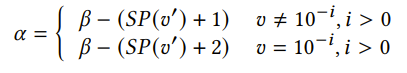 α = { β − (SP(v′) + 1)   v ≠ 10⁻ⁱ, i > 0
β − (SP(v′) + 2)   v = 10⁻ⁱ, i > 0